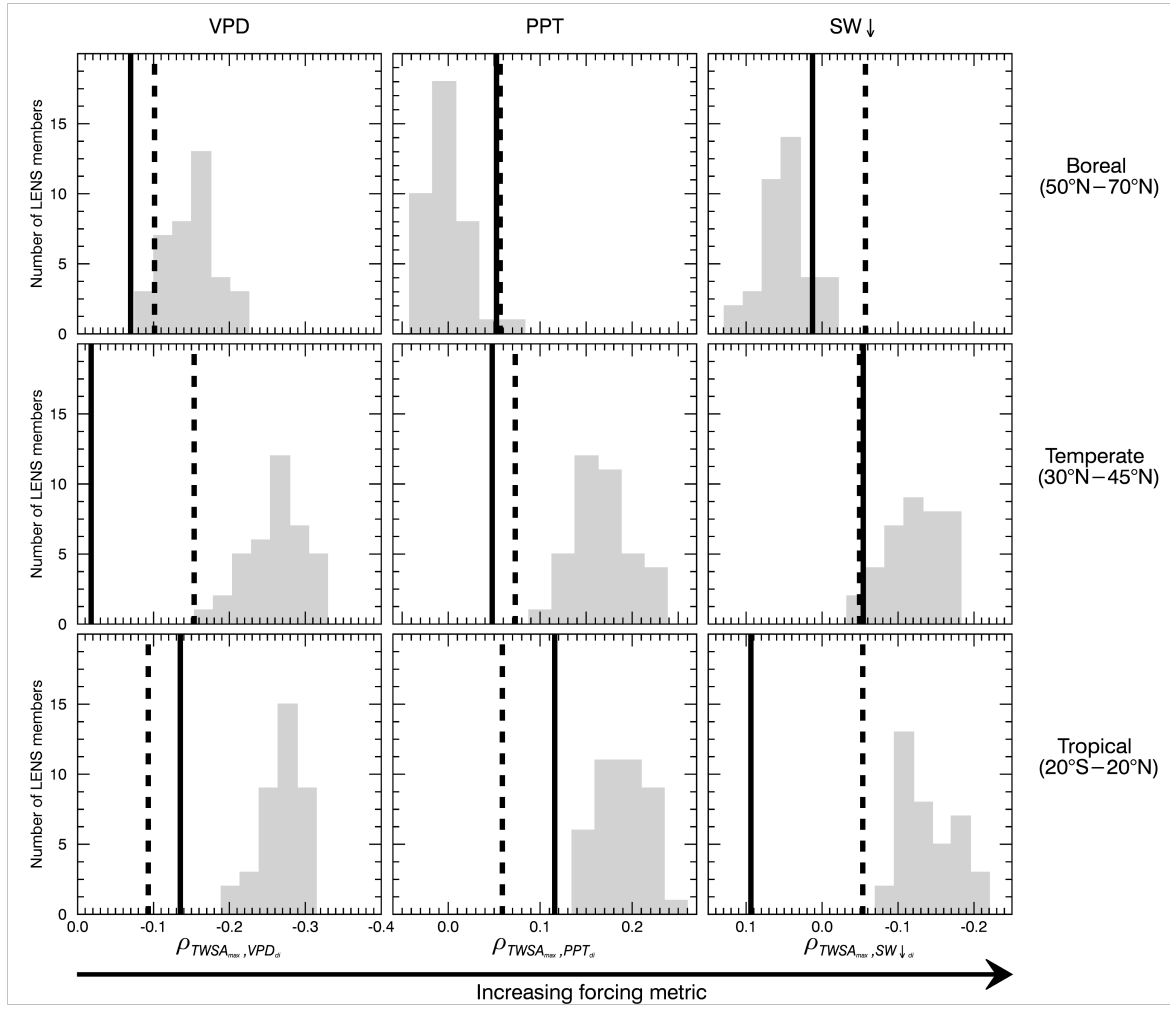 VPD PPT SW↓
Number of LENS members
15
10
5
0
Boreal
(50°N−70°N)
Number of LENS members
15
10
5
0
Temperate
(30°N−45°N)
Number of LENS members
15
10
5
0
Tropical
(20°S−20°N)
0.0 -0.1 -0.2 -0.3 -0.4 0.0 0.1 0.2 0.1 0.0 -0.1 -0.2
ρTWSAmax,VPDdi ρTWSAmax,PPTdi ρTWSAmax,SW↓di
Increasing forcing metric